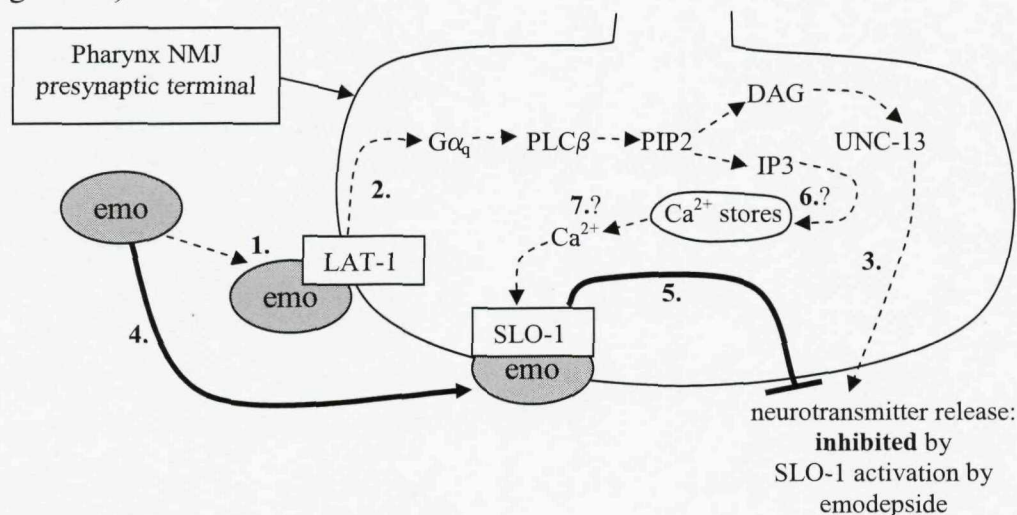 Pharynx NMJ
presynaptic terminal
DAG
Gα_q
PLCβ
PIP2
UNC-13
IP3
2.
6.?
emo
7.?
Ca²⁺ stores
Ca²⁺
1.
LAT-1
3.
emo
5.
4.
SLO-1
emo
neurotransmitter release:
inhibited by
SLO-1 activation by
emodepside